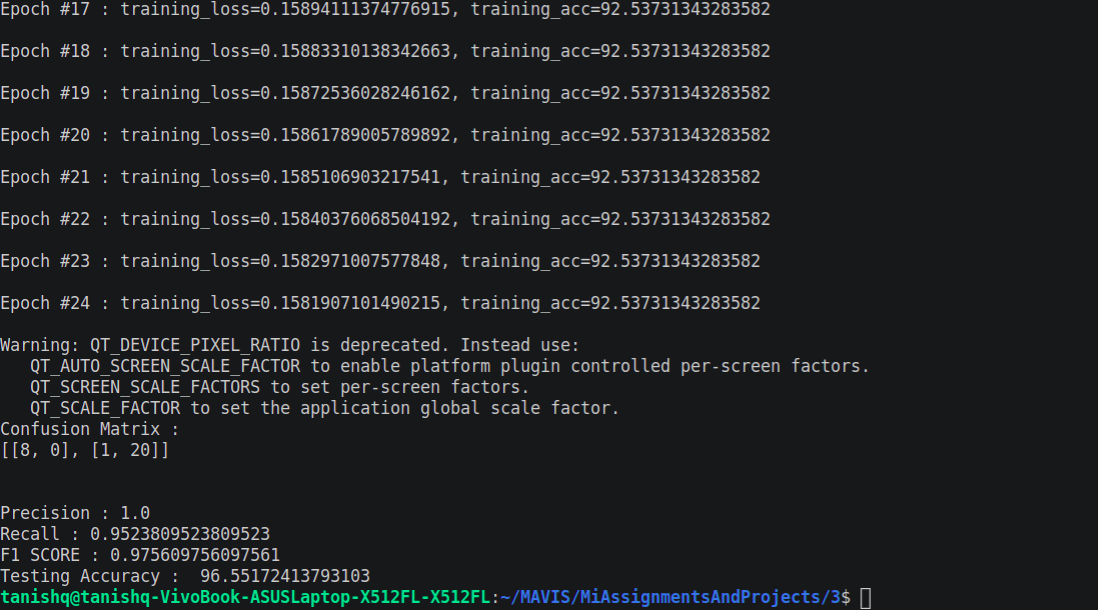 Epoch #17 : training_loss=0.15894111374776915, training_acc=92.53731343283582
Epoch #18 : training_loss=0.15883310138342663, training_acc=92.53731343283582
Epoch #19 : training_loss=0.15872536028246162, training_acc=92.53731343283582
Epoch #20 : training_loss=0.15861789005789892, training_acc=92.53731343283582
Epoch #21 : training_loss=0.1585106903217541, training_acc=92.53731343283582
Epoch #22 : training_loss=0.15840376068504192, training_acc=92.53731343283582
Epoch #23 : training_loss=0.1582971007577848, training_acc=92.53731343283582
Epoch #24 : training_loss=0.1581907101490215, training_acc=92.53731343283582
Warning: QT_DEVICE_PIXEL_RATIO is deprecated. Instead use:
   QT_AUTO_SCREEN_SCALE_FACTOR to enable platform plugin controlled per-screen factors.
   QT_SCREEN_SCALE_FACTORS to set per-screen factors.
   QT_SCALE_FACTOR to set the application global scale factor.
Confusion Matrix :
[[8, 0], [1, 20]]
Precision : 1.0
Recall : 0.9523809523809523
F1 SCORE : 0.975609756097561
Testing Accuracy :  96.55172413793103
tanishq@tanishq-VivoBook-ASUSLaptop-X512FL-X512FL:~/MAVIS/MiAssignmentsAndProjects/3$